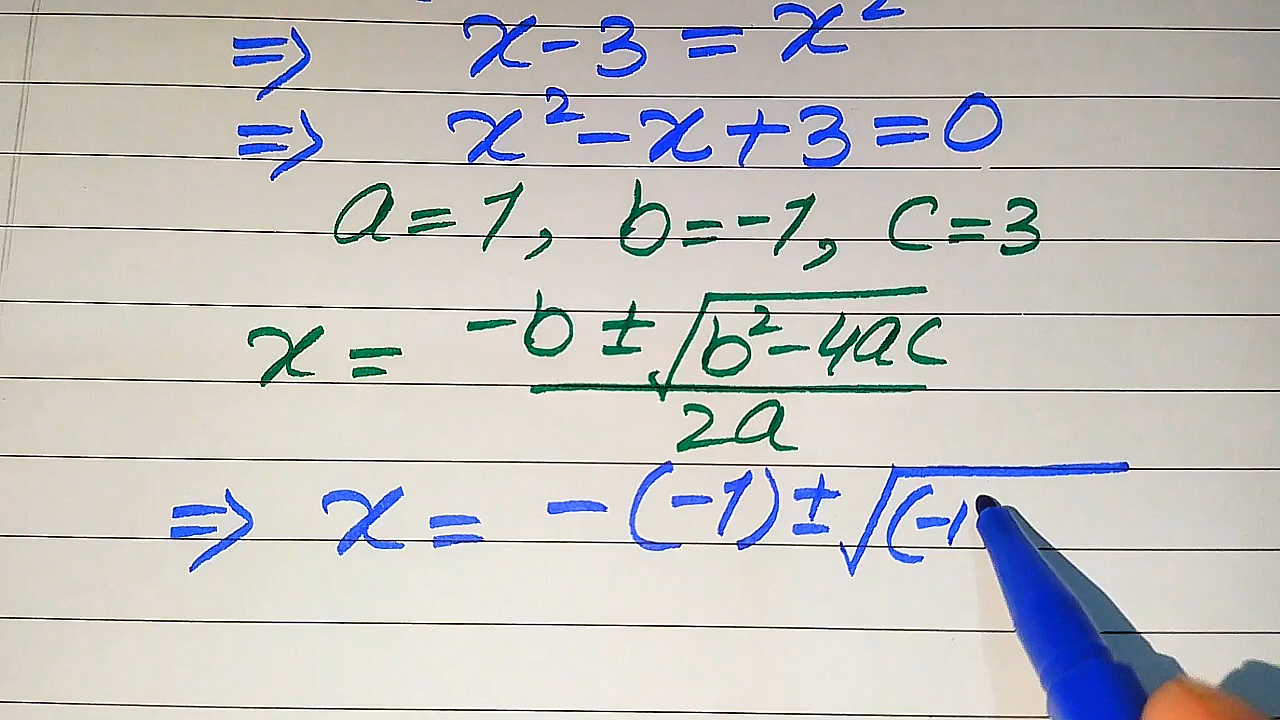 ⇒ x-3=x²
⇒ x²-x+3=0
a=1, b=-1, c=3
x= -b ± √b²-4ac
2a
⇒ x= -(-1)±√(-1